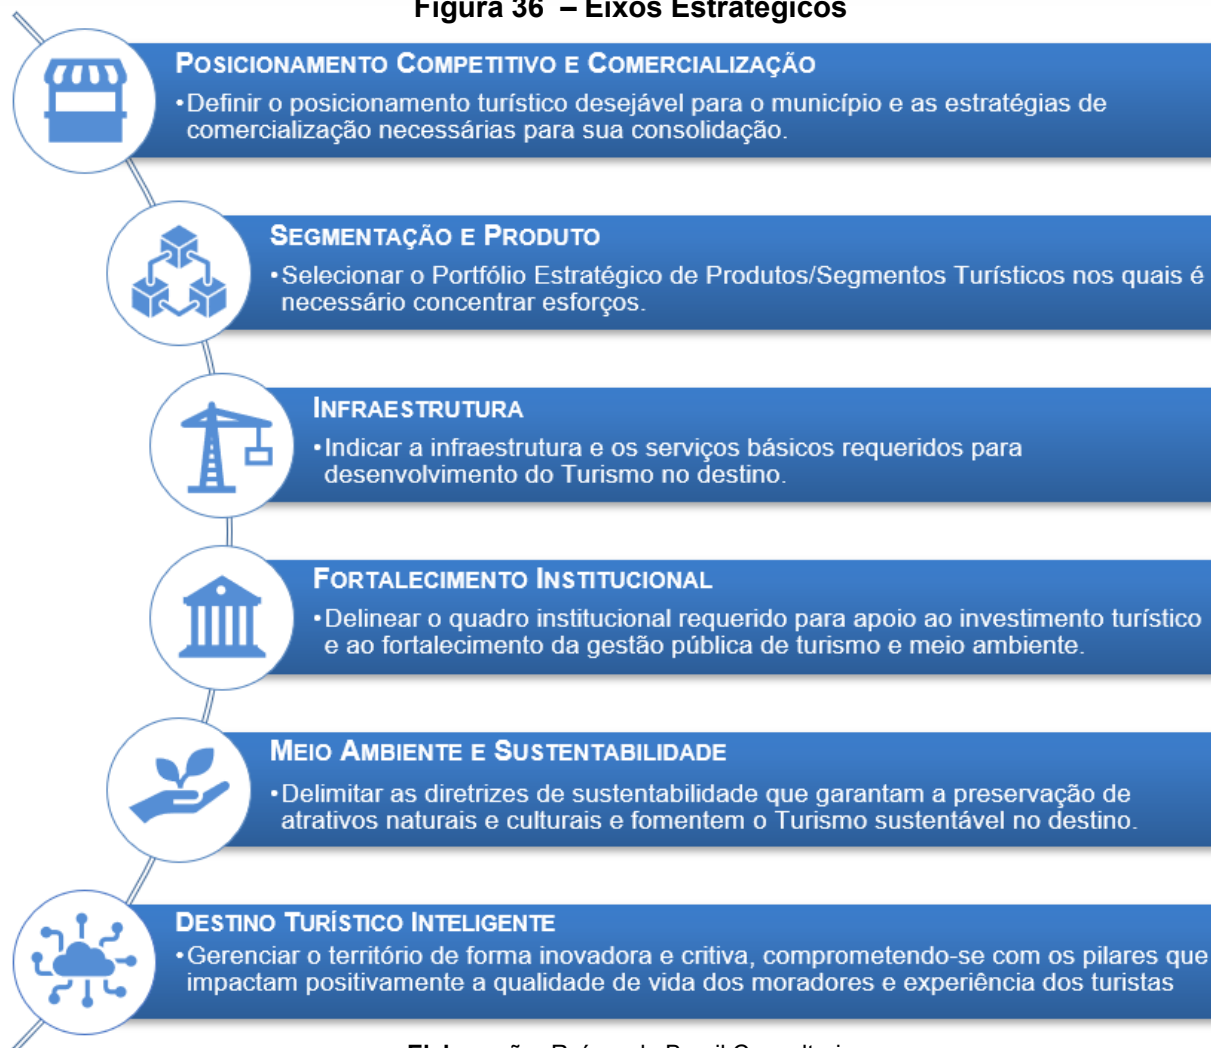 Figura 36 – Eixos Estratégicos
POSICIONAMENTO COMPETITIVO E COMERCIALIZAÇÃO
•Definir o posicionamento turístico desejável para o município e as estratégias de
comercialização necessárias para sua consolidação.
SEGMENTAÇÃO E PRODUTO
•Selecionar o Portfólio Estratégico de Produtos/Segmentos Turísticos nos quais é
necessário concentrar esforços.
INFRAESTRUTURA
•Indicar a infraestrutura e os serviços básicos requeridos para
desenvolvimento do Turismo no destino.
FORTALECIMENTO INSTITUCIONAL
•Delinear o quadro institucional requerido para apoio ao investimento turístico
e ao fortalecimento da gestão pública de turismo e meio ambiente.
MEIO AMBIENTE E SUSTENTABILIDADE
•Delimitar as diretrizes de sustentabilidade que garantam a preservação de
atrativos naturais e culturais e fomentem o Turismo sustentável no destino.
DESTINO TURÍSTICO INTELIGENTE
•Gerenciar o território de forma inovadora e critiva, comprometendo-se com os pilares que
impactam positivamente a qualidade de vida dos moradores e experiência dos turistas